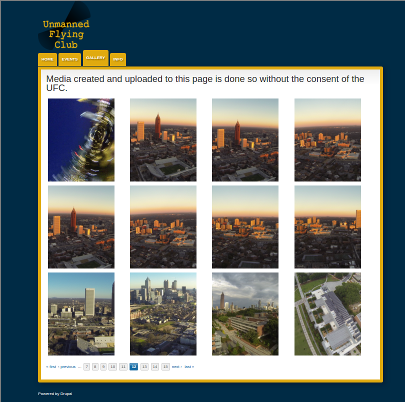 Unmanned
Flying
Club
HOME EVENTS GALLERY INFO
Media created and uploaded to this page is done so without the consent of the
UFC.
« first ‹ previous … 7 8 9 10 11 12 13 14 15 next › last »
Powered by Drupal